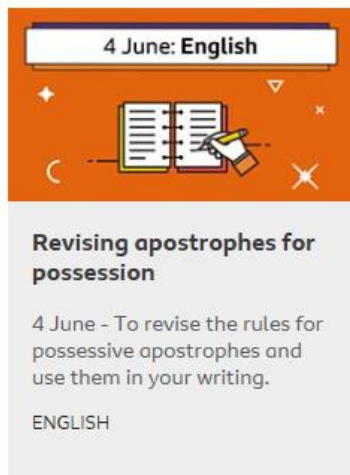 4 June: English
Revising apostrophes for
possession
4 June - To revise the rules for
possessive apostrophes and
use them in your writing.
ENGLISH